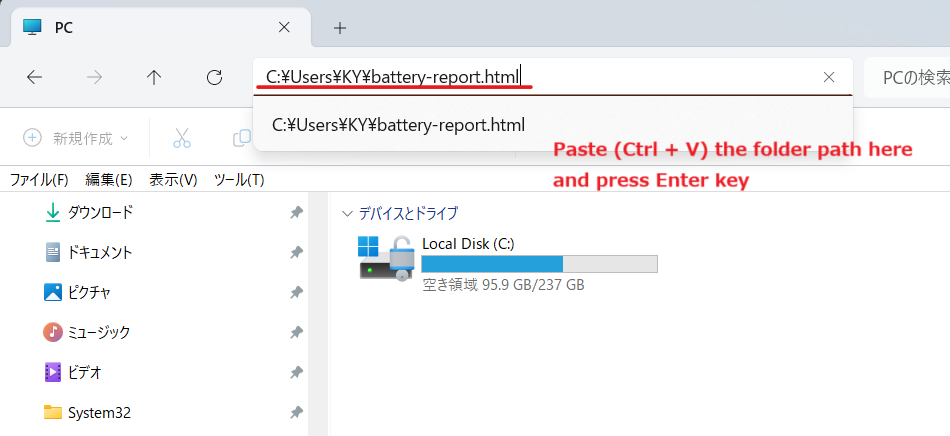 PC
C:¥Users¥KY¥battery-report.html
PCの検索
C:¥Users¥KY¥battery-report.html
新規作成
Paste (Ctrl + V) the folder path here
and press Enter key
ファイル(F) 編集(E) 表示(V) ツール(T)
ダウンロード
デバイスとドライブ
Local Disk (C:)
ドキュメント
空き領域 95.9 GB/237 GB
ピクチャ
ミュージック
ビデオ
System32